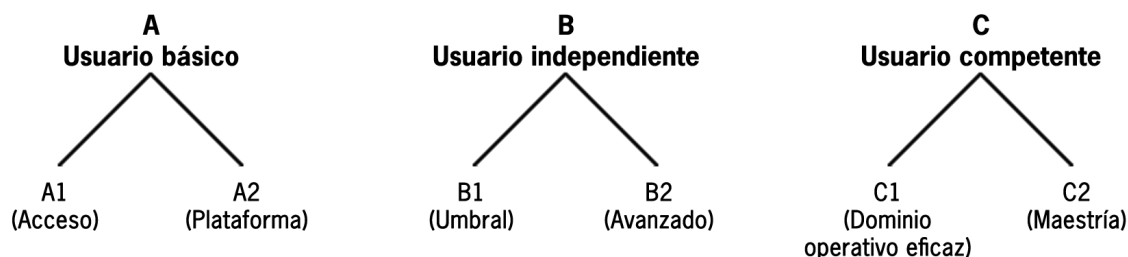 A
Usuario básico
A1
(Acceso)
A2
(Plataforma)
B
Usuario independiente
B1
(Umbral)
B2
(Avanzado)
C
Usuario competente
C1
(Dominio
operativo eficaz)
C2
(Maestría)